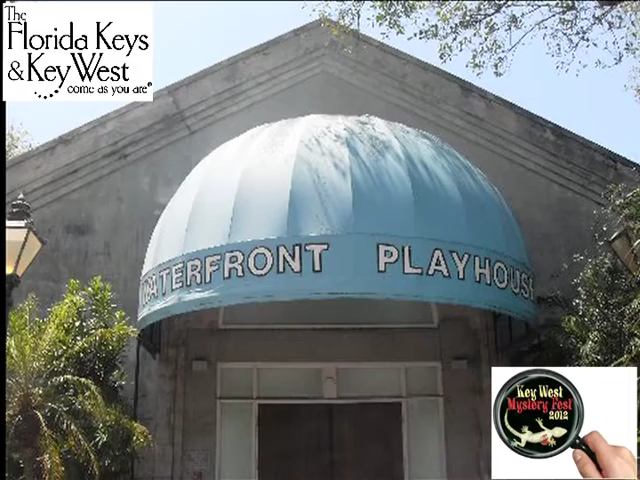 The
Florida Keys
& Key West
come as you are®
WATERFRONT PLAYHOUSE
Key West
Mystery Fest
2012